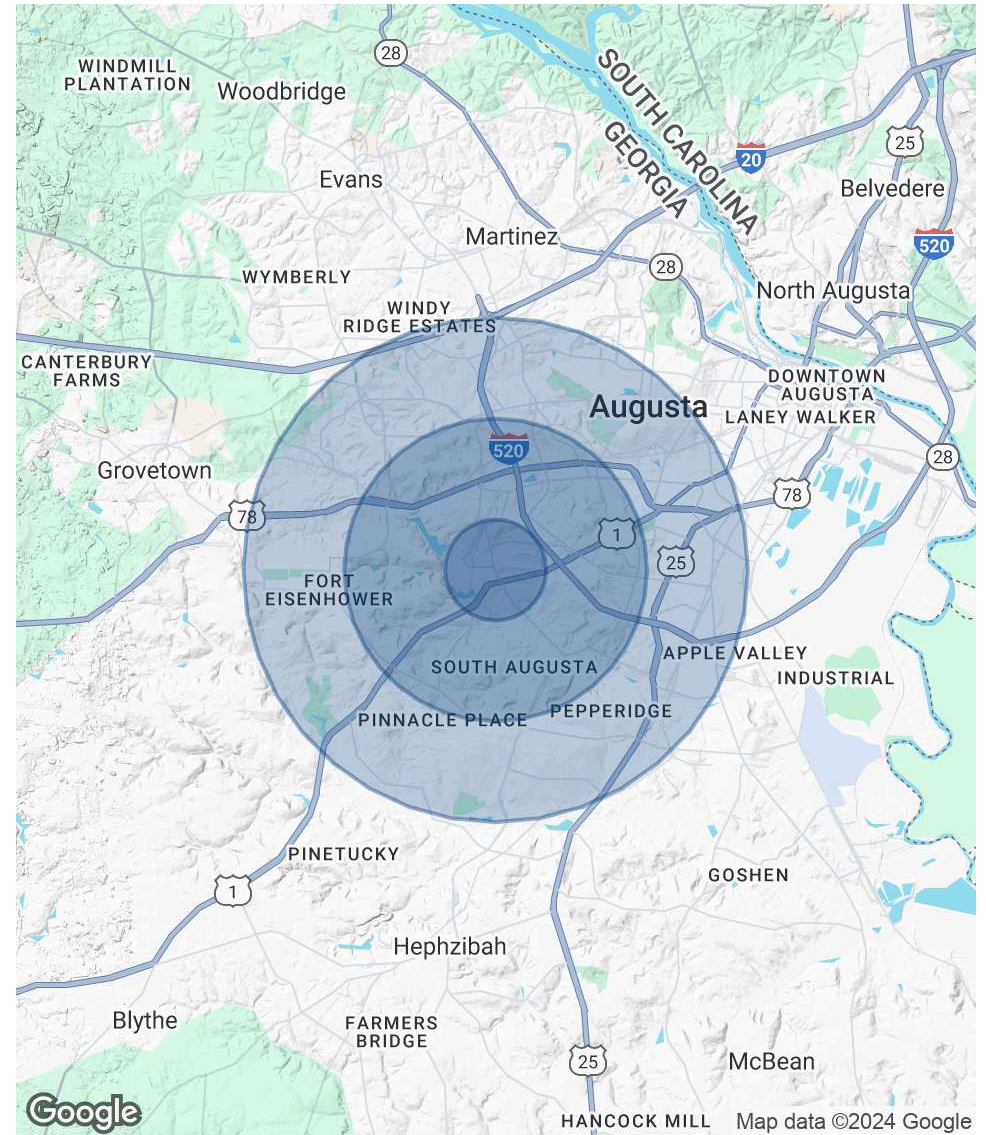 28
WINDMILL
PLANTATION
Woodbridge
SOUTH CAROLINA
GEORGIA
20
25
Evans
Belvedere
Martinez
520
28
WYMBERLY
North Augusta
WINDY
RIDGE ESTATES
CANTERBURY
FARMS
DOWNTOWN
AUGUSTA
Augusta
LANEY WALKER
520
28
Grovetown
78
78
1
25
FORT
EISENHOWER
APPLE VALLEY
SOUTH AUGUSTA
INDUSTRIAL
PEPPERIDGE
PINNACLE PLACE
PINETUCKY
GOSHEN
1
Hephzibah
Blythe
FARMERS
BRIDGE
25
McBean
Google
HANCOCK MILL
Map data ©2024 Google